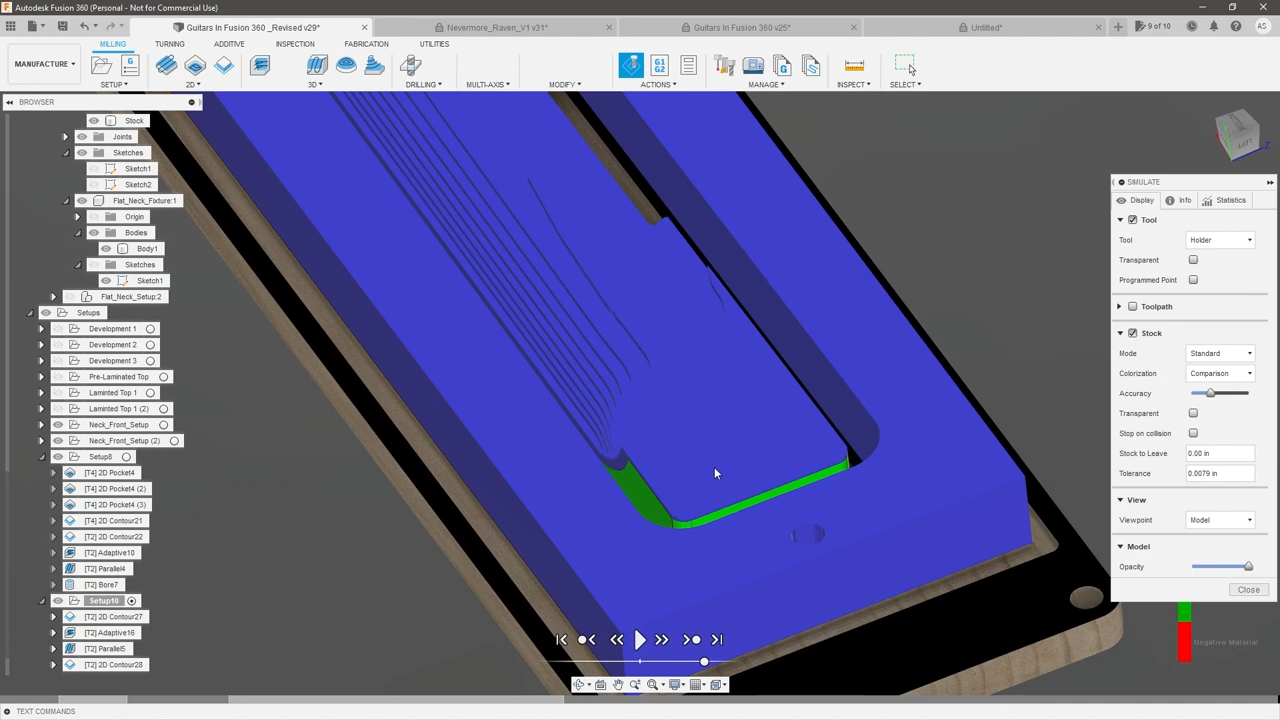 Autodesk Fusion 360 (Personal - Not for Commercial Use)
Guitars In Fusion 360 _Revised v29*
Nevermore_Raven_V1 v31*
Guitars In Fusion 360 v25*
Untitled*
9 of 10
AS
MILLING
TURNING
ADDITIVE
INSPECTION
FABRICATION
UTILITIES
MANUFACTURE
G
G1
G2
G
SETUP
2D
3D
DRILLING
MULTI-AXIS
MODIFY
ACTIONS
MANAGE
INSPECT
SELECT
BROWSER
Stock
Joints
Sketches
Sketch1
Sketch2
Flat_Neck_Fixture:1
Origin
Bodies
Body1
Sketches
Sketch1
Flat_Neck_Setup:2
Setups
Development 1
Development 2
Development 3
Pre-Laminated Top
Laminted Top 1
Laminted Top 1 (2)
Neck_Front_Setup
Neck_Front_Setup (2)
Setup8
[T4] 2D Pocket4
[T4] 2D Pocket4 (2)
[T4] 2D Pocket4 (3)
[T4] 2D Contour21
[T4] 2D Contour22
[T2] Adaptive10
[T2] Parallel4
[T2] Bore7
Setup10
[T2] 2D Contour27
[T2] Adaptive16
[T2] Parallel5
[T2] 2D Contour28
LEFT
Z
SIMULATE
Display
Info
Statistics
Tool
Tool
Holder
Transparent
Programmed Point
Toolpath
Stock
Mode
Standard
Colorization
Comparison
Accuracy
Transparent
Stop on collision
Stock to Leave
0.00 in
Tolerance
0.0079 in
View
Viewpoint
Model
Model
Opacity
Close
Negative Material
TEXT COMMANDS